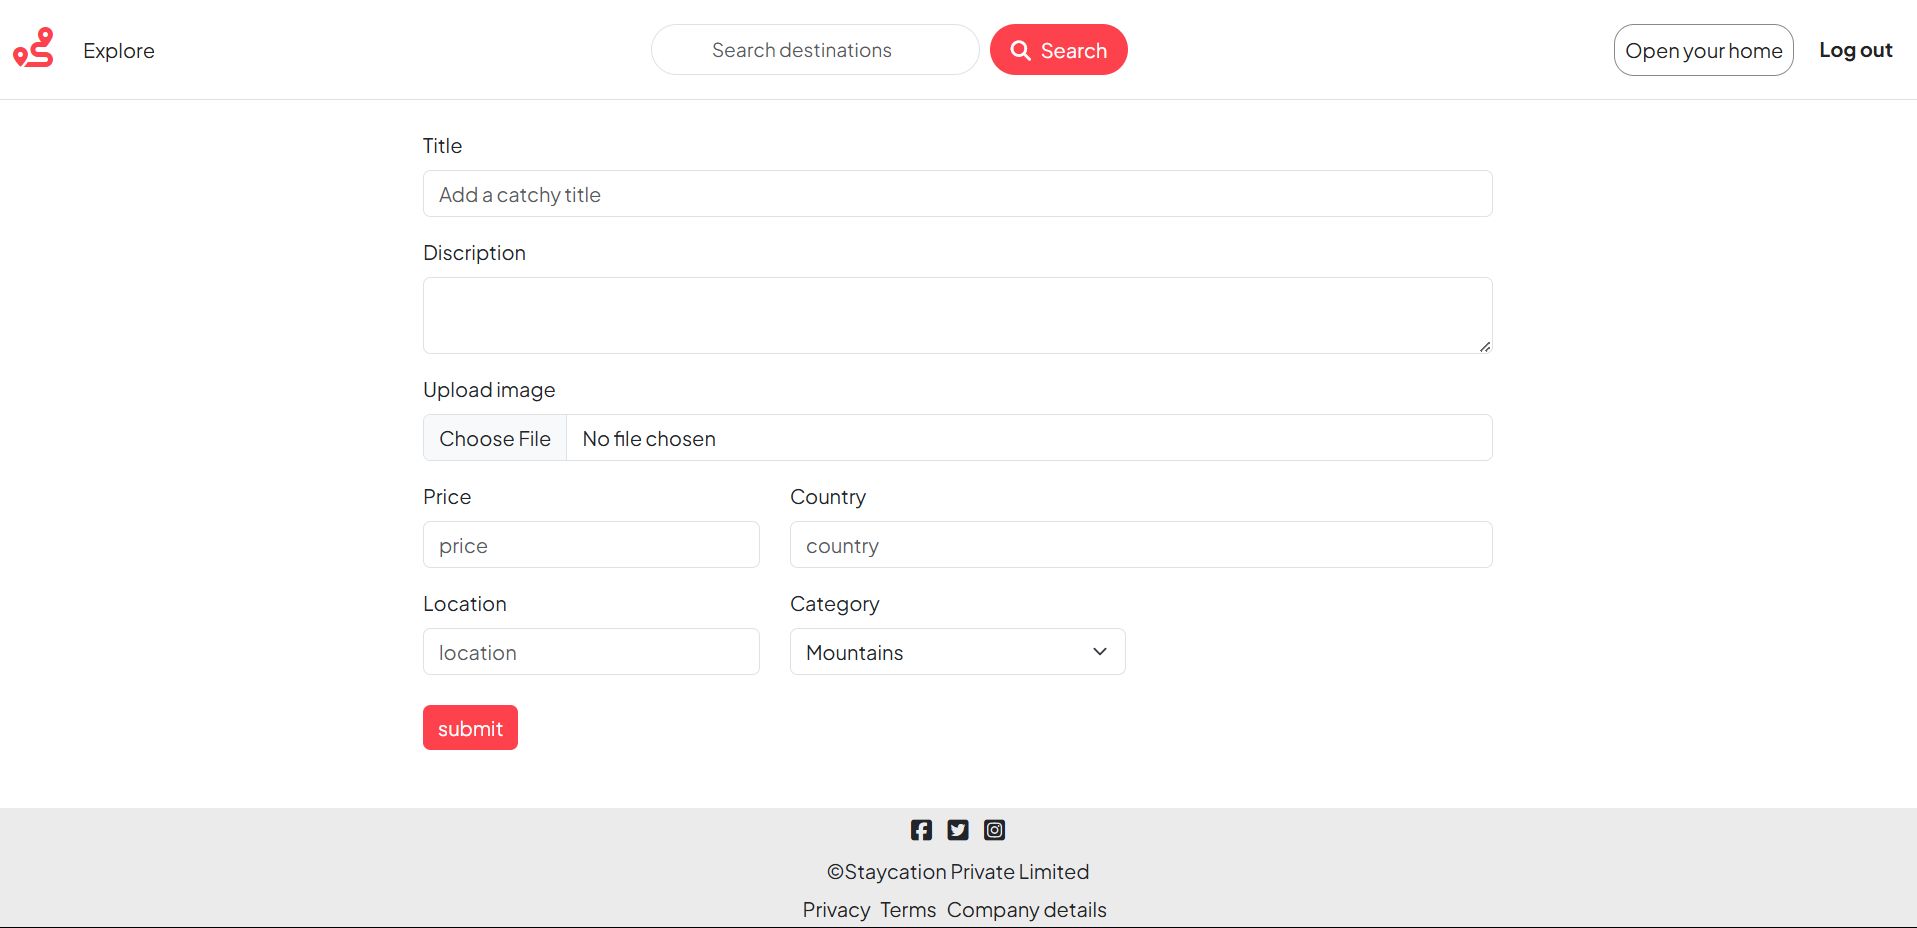 Explore
Search destinations
Search
Open your home
Log out
Title
Add a catchy title
Discription
Upload image
Choose File
No file chosen
Price
Country
price
country
Location
Category
location
Mountains
submit
©Staycation Private Limited
Privacy Terms Company details